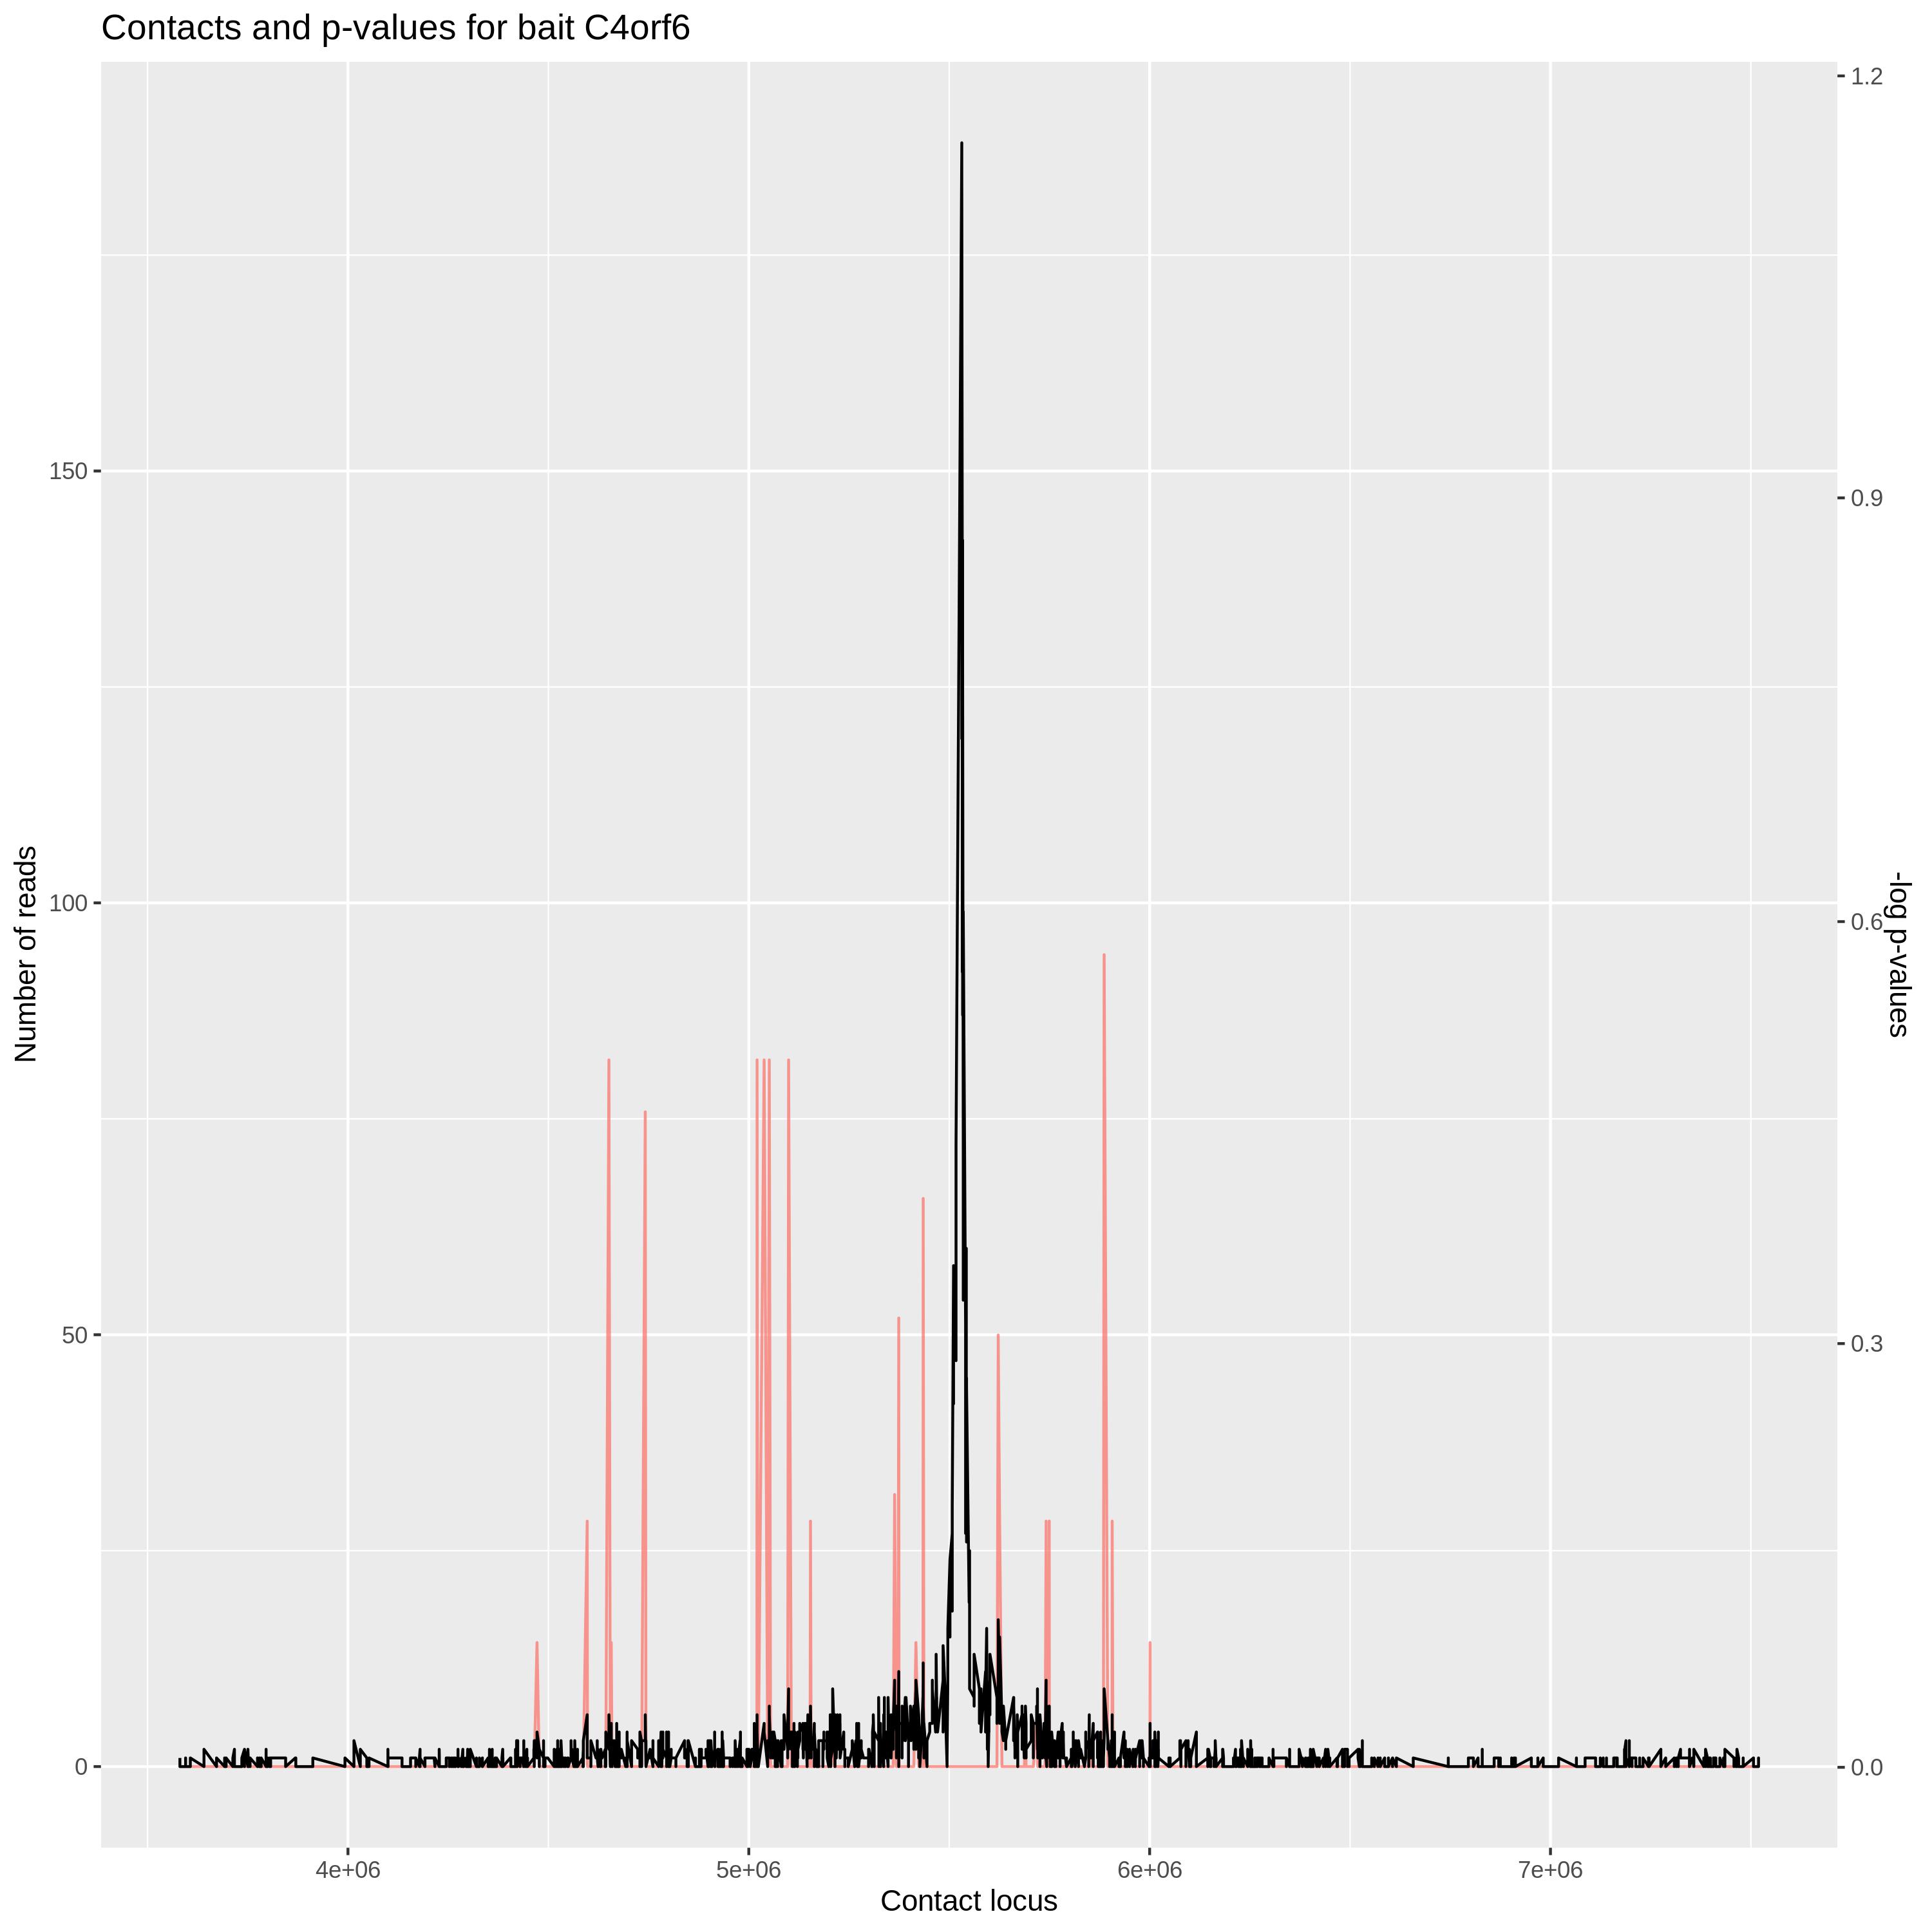 Contacts and p-values for bait C4orf6
1.2
150
0.9
Number of reads
100
0.6
-log p-values
50
0.3
0
0.0
4e+06
5e+06
6e+06
7e+06
Contact locus